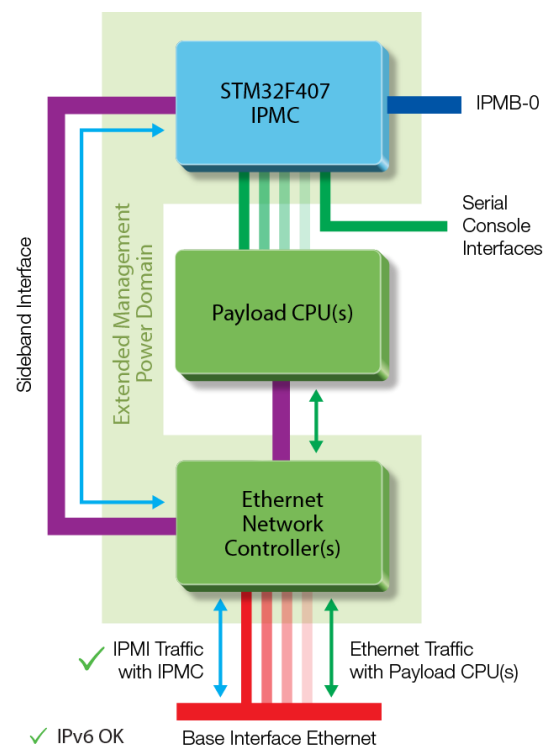 STM32F407
IPMC
IPMB-0
Serial
Console
Interfaces
Sideband Interface
Extended Management
Power Domain
Payload CPU(s)
Ethernet
Network
Controller(s)
IPMI Traffic
with IPMC
Ethernet Traffic
with Payload CPU(s)
IPv6 OK
Base Interface Ethernet